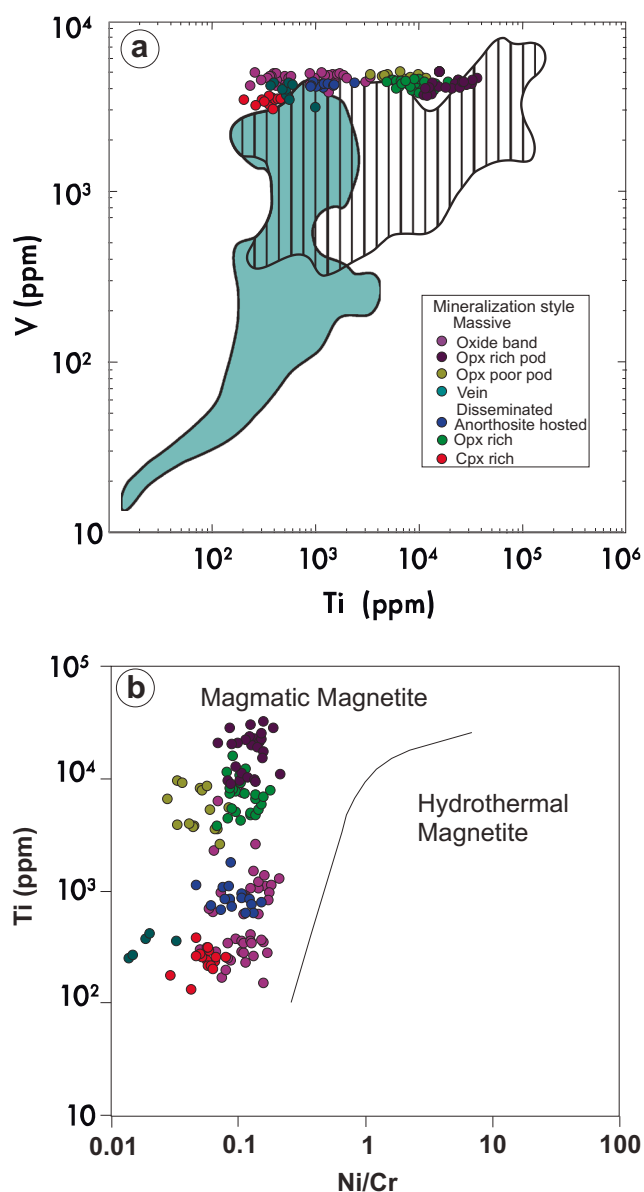 a
10⁴
10³
10²
10
V (ppm)
10²
10³
10⁴
10⁵
10⁶
Ti (ppm)
Mineralization style
Massive
Oxide band
Opx rich pod
Opx poor pod
Vein
Disseminated
Anorthosite hosted
Opx rich
Cpx rich
b
10⁵
10⁴
10³
10²
10
Ti (ppm)
Magmatic Magnetite
Hydrothermal
Magnetite
0.01
0.1
1
10
100
Ni/Cr